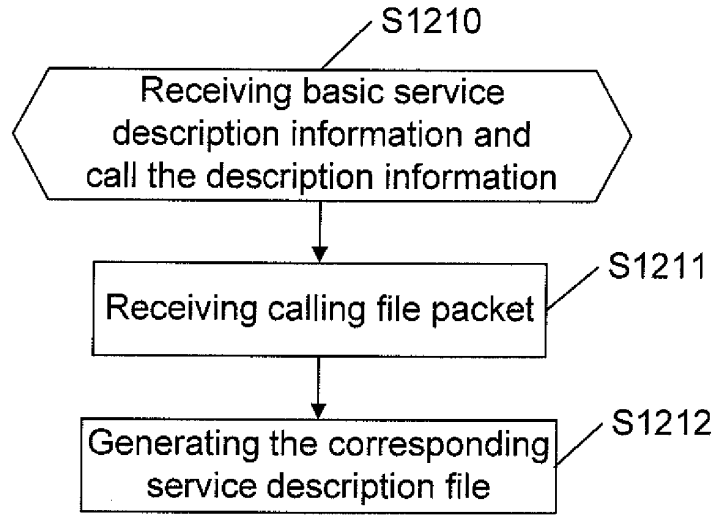 S1210
Receiving basic service
description information and
call the description information
S1211
Receiving calling file packet
S1212
Generating the corresponding
service description file